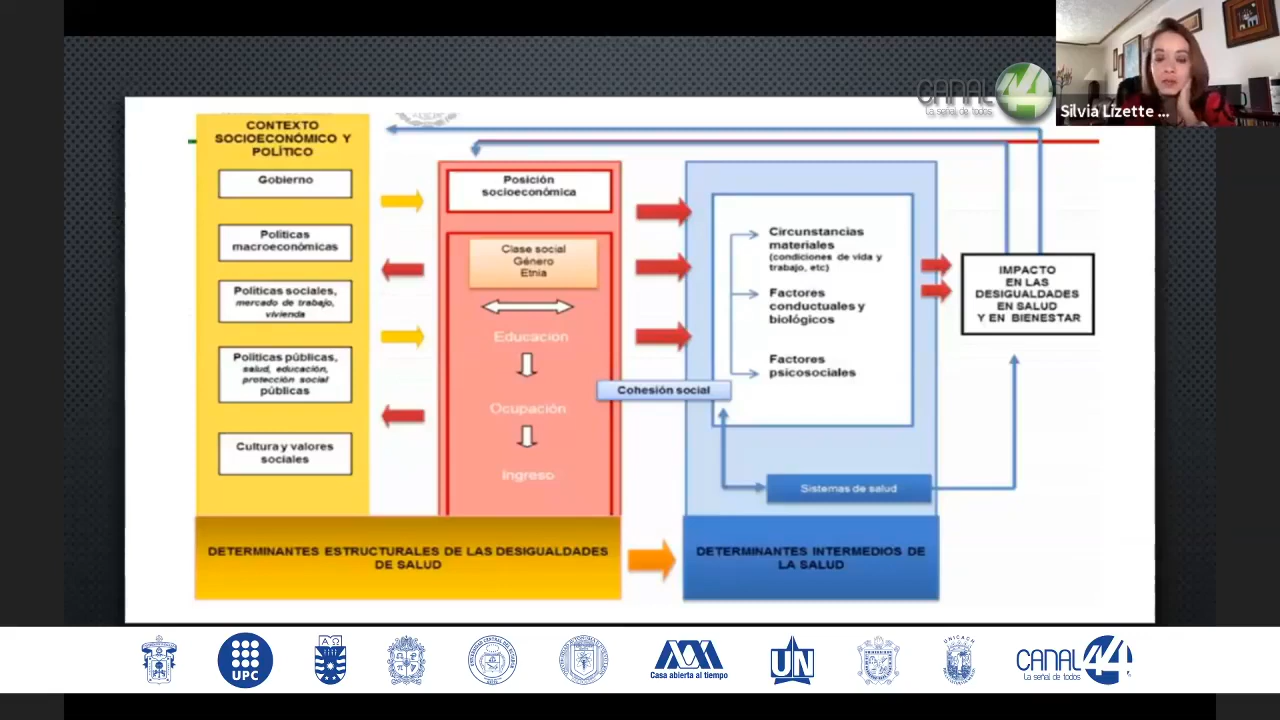 CANAL 44
La señal de todos
Silvia Lizette ...
CONTEXTO
SOCIOECONÓMICO Y
POLÍTICO
Gobierno
Políticas
macroeconómicas
Políticas sociales,
mercado de trabajo,
vivienda
Políticas públicas,
salud, educación,
protección social
públicas
Cultura y valores
sociales
Posición
socioeconómica
Clase social
Género
Etnia
Educación
Ocupación
Ingreso
Cohesión social
Circunstancias
materiales
(condiciones de vida y
trabajo, etc)
Factores
conductuales y
biológicos
Factores
psicosociales
Sistemas de salud
IMPACTO
EN LAS
DESIGUALDADES
EN SALUD
Y EN BIENESTAR
DETERMINANTES ESTRUCTURALES DE LAS DESIGUALDADES
DE SALUD
DETERMINANTES INTERMEDIOS DE
LA SALUD
UPC
ΑΩ
Casa abierta al tiempo
UN
UNICACH
CANAL 44
La señal de todos